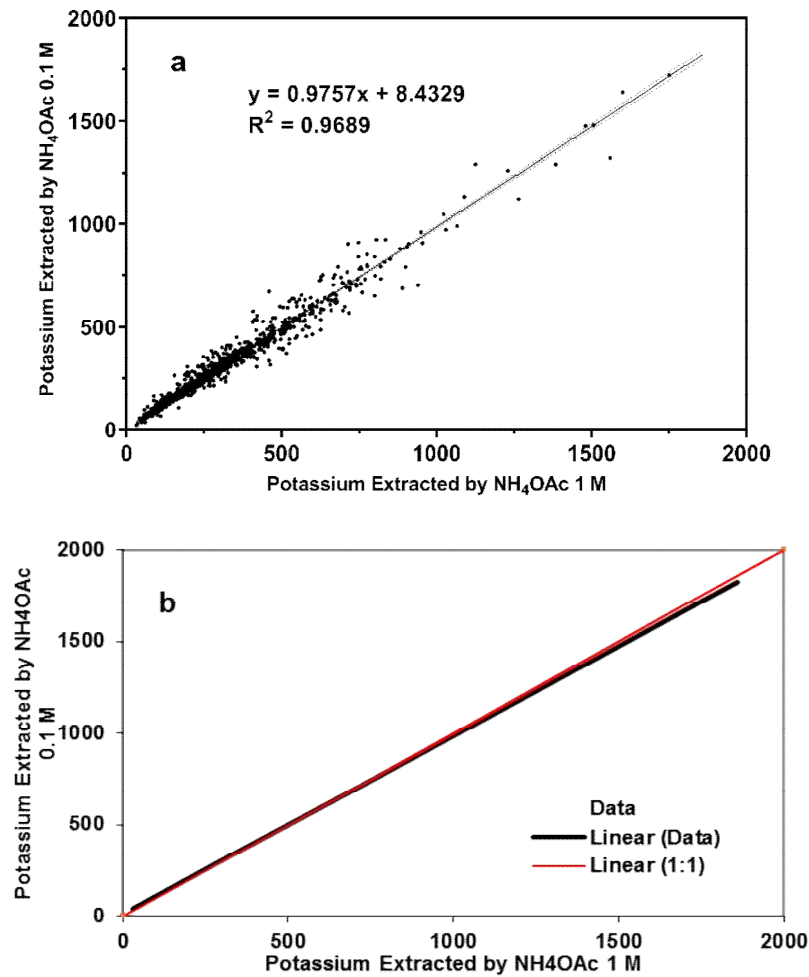 a
y = 0.9757x + 8.4329
R² = 0.9689
Potassium Extracted by NH₄OAc 0.1 M
2000
1500
1000
500
0
0 500 1000 1500 2000
Potassium Extracted by NH₄OAc 1 M
b
Potassium Extracted by NH4OAc
0.1 M
2000
1500
1000
500
0
Data
Linear (Data)
Linear (1:1)
0 500 1000 1500 2000
Potassium Extracted by NH4OAc 1 M